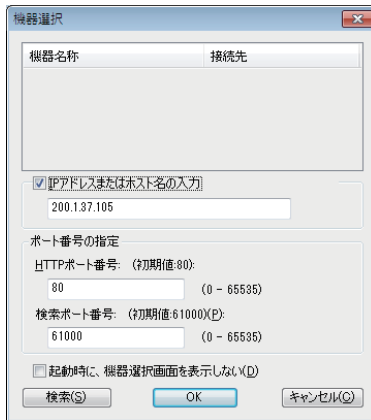 機器選択
機器名称 接続先
IPアドレスまたはホスト名の入力
200.1.37.105
ポート番号の指定
HTTPポート番号: (初期値:80):
80 (0 - 65535)
検索ポート番号: (初期値:61000)(P):
61000 (0 - 65535)
起動時に、機器選択画面を表示しない(D)
検索(S) OK キャンセル(C)